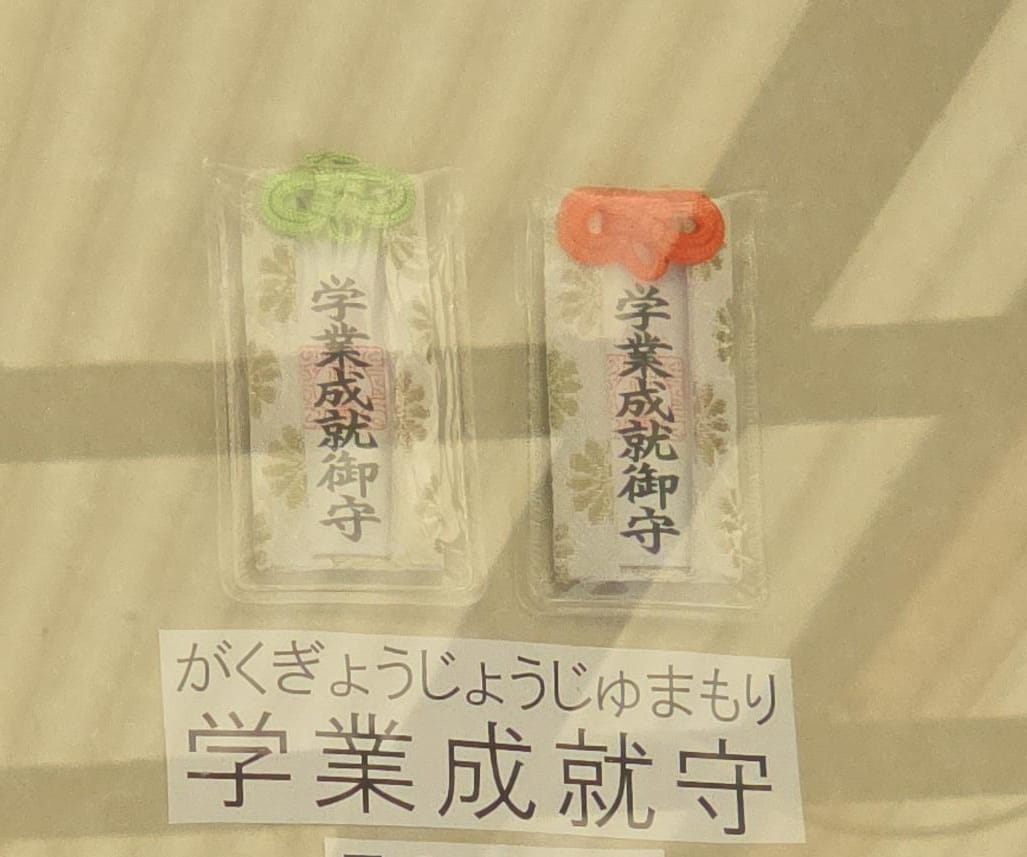 学業成就御守
学業成就御守
がくぎょうじょうじゅまもり
学業成就守